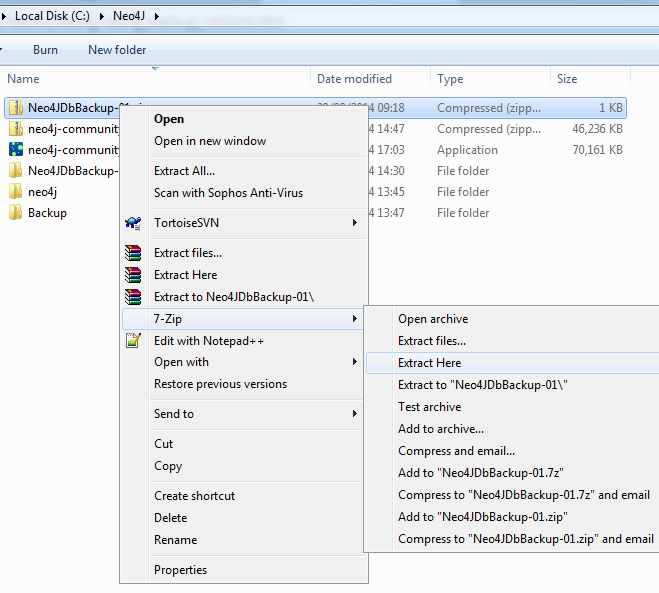 Local Disk (C:) Neo4J
Burn New folder
Name Date modified Type Size
Neo4JDbBackup- 09:18 Compressed (zipp... 1 KB
neo4j-community 4 14:47 Compressed (zipp... 46,236 KB
neo4j-community 4 17:03 Application 70,161 KB
Neo4JDbBackup- 4 14:30 File folder
neo4j 4 13:45 File folder
Backup 4 13:47 File folder
Open
Open in new window
Extract All...
Scan with Sophos Anti-Virus
TortoiseSVN
Extract files...
Extract Here
Extract to Neo4JDbBackup-01\
7-Zip
Edit with Notepad++
Open with
Restore previous versions
Send to
Cut
Copy
Create shortcut
Delete
Rename
Properties
Open archive
Extract files...
Extract Here
Extract to "Neo4JDbBackup-01\"
Test archive
Add to archive...
Compress and email...
Add to "Neo4JDbBackup-01.7z"
Compress to "Neo4JDbBackup-01.7z" and email
Add to "Neo4JDbBackup-01.zip"
Compress to "Neo4JDbBackup-01.zip" and email